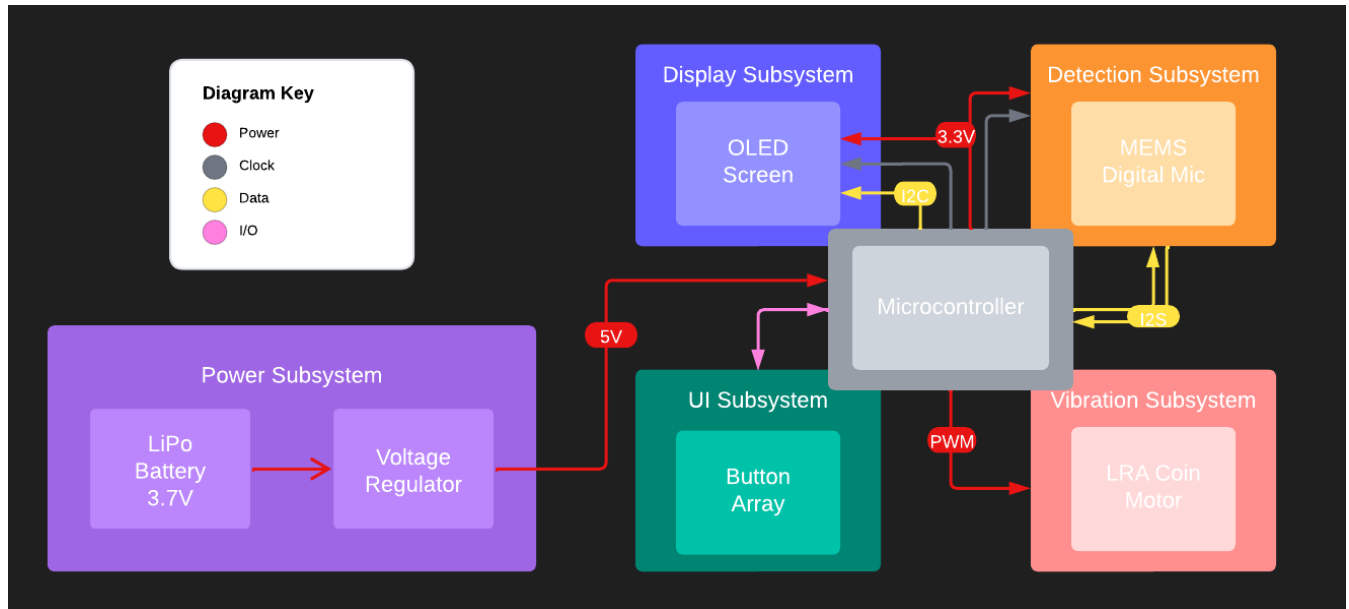 Diagram Key
Power
Clock
Data
I/O
Display Subsystem
OLED
Screen
Detection Subsystem
MEMS
Digital Mic
3.3V
I2C
Microcontroller
I2S
5V
Power Subsystem
LiPo
Battery
3.7V
Voltage
Regulator
UI Subsystem
Button
Array
PWM
Vibration Subsystem
LRA Coin
Motor